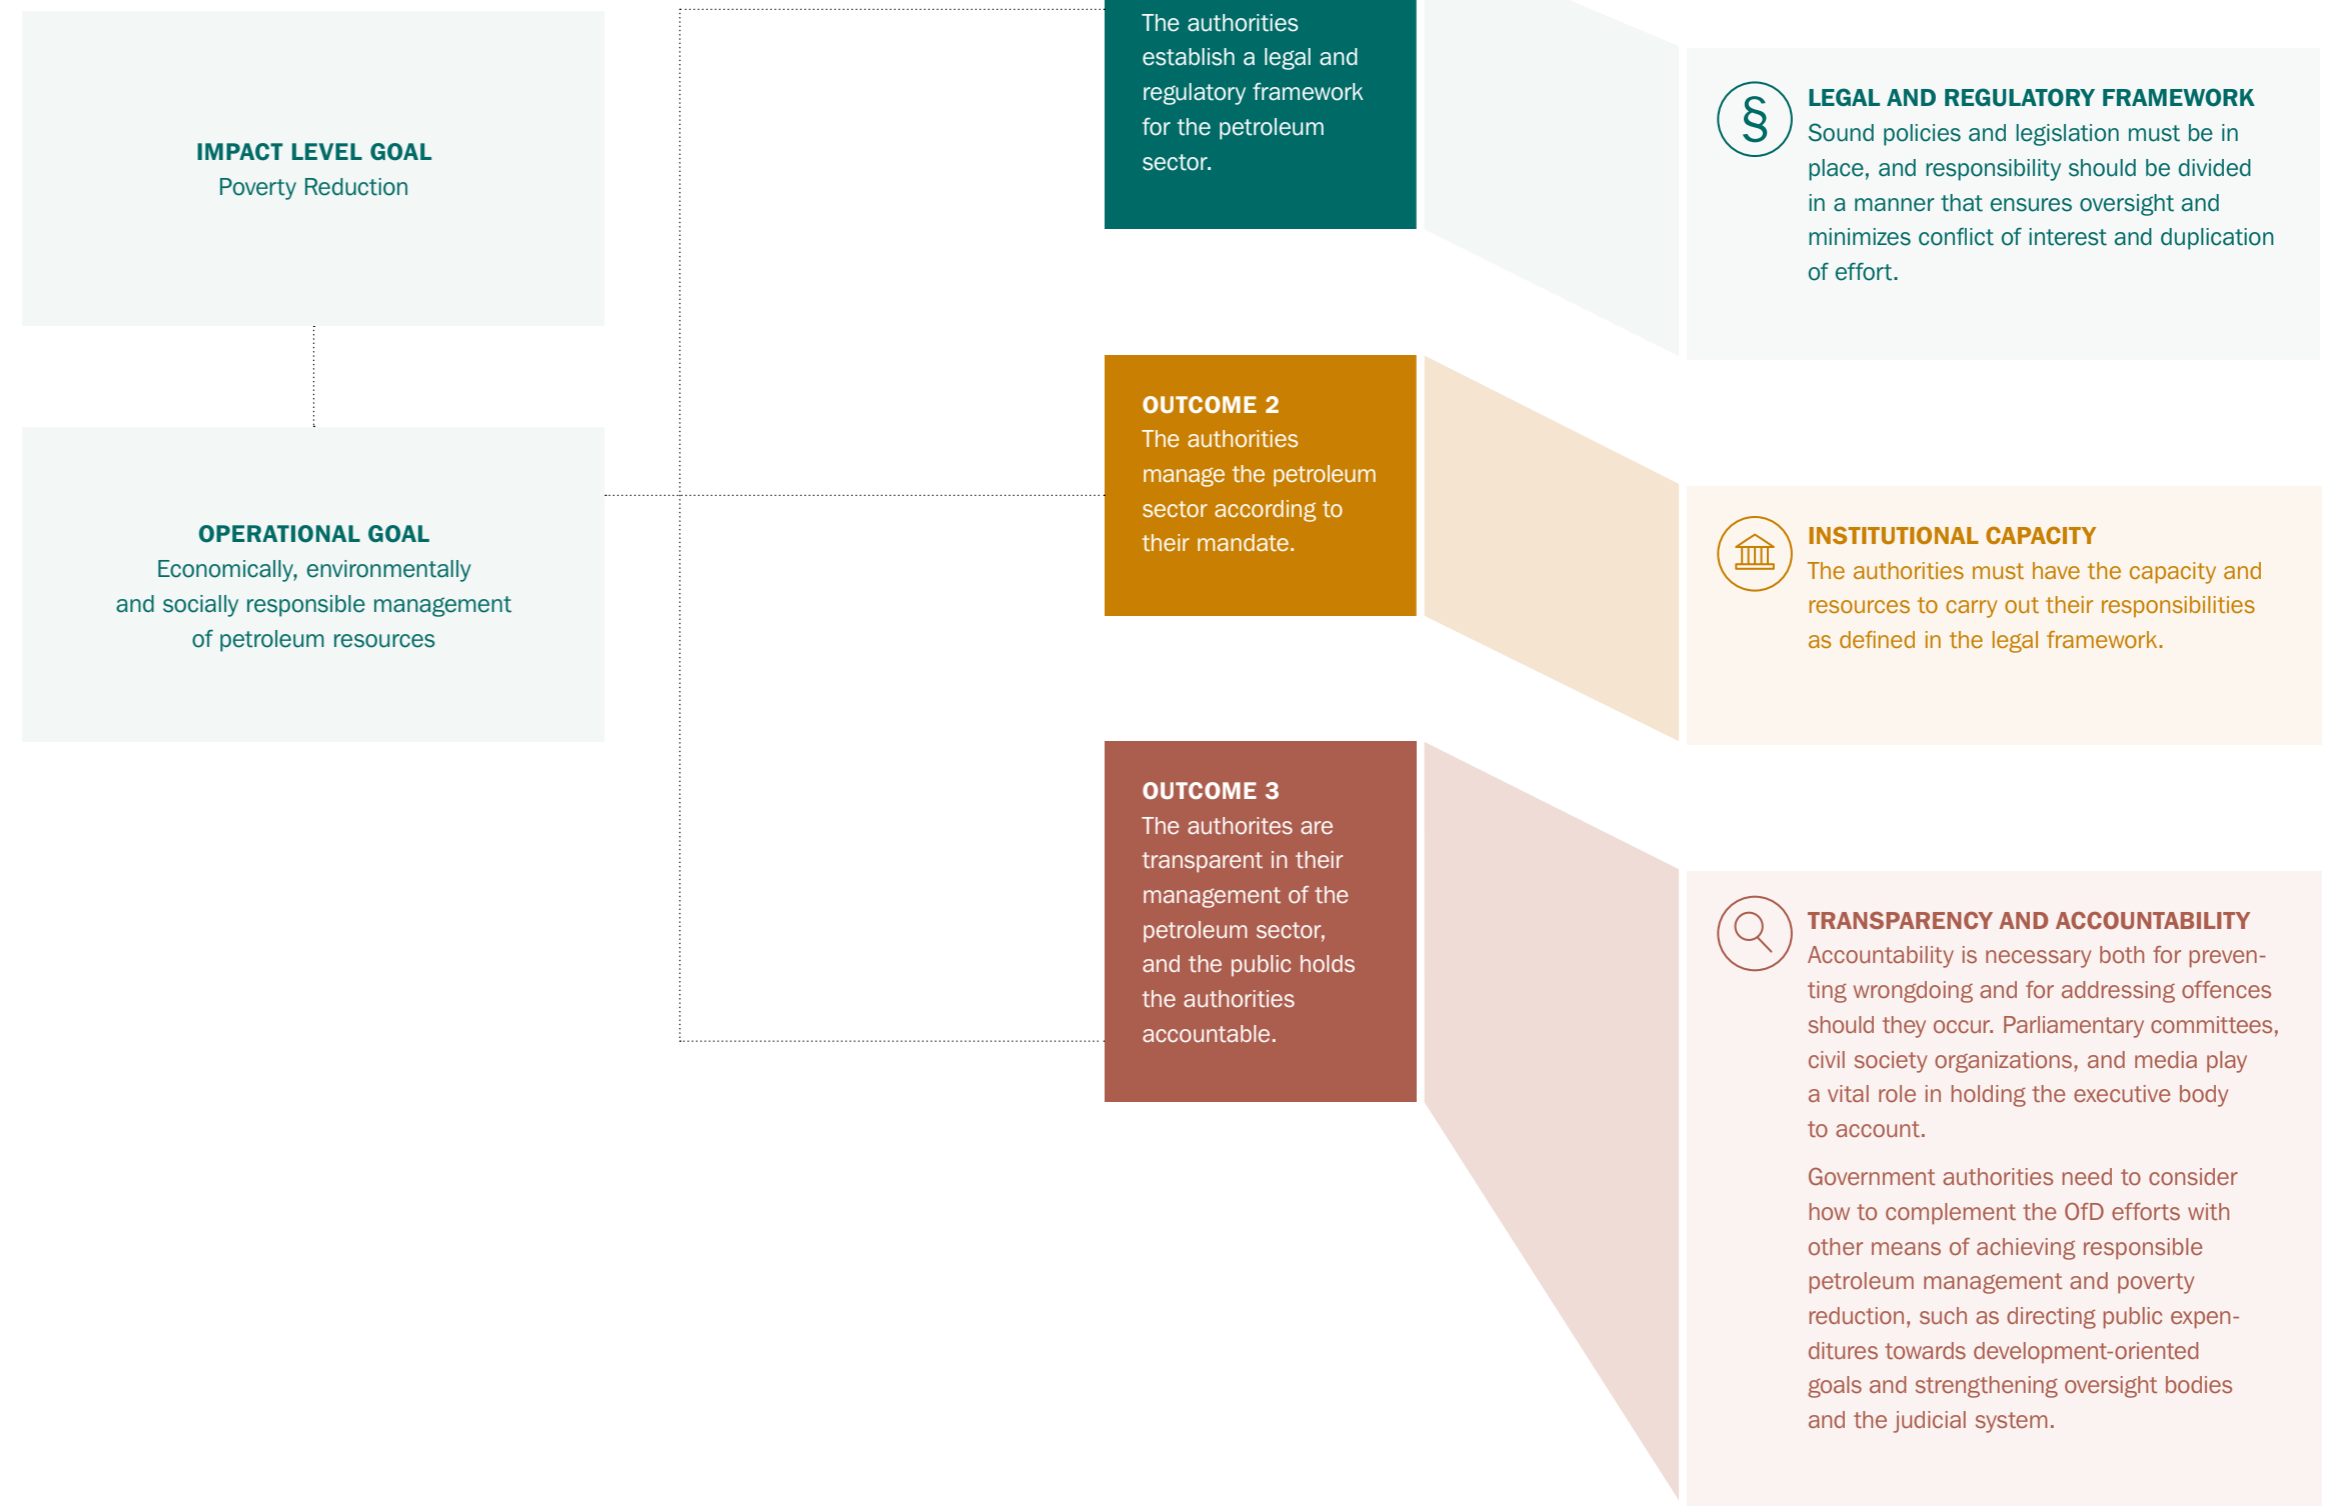 IMPACT LEVEL GOAL
Poverty Reduction
OPERATIONAL GOAL
Economically, environmentally
and socially responsible management
of petroleum resources
The authorities
establish a legal and
regulatory framework
for the petroleum
sector.
OUTCOME 2
The authorities
manage the petroleum
sector according to
their mandate.
OUTCOME 3
The authorites are
transparent in their
management of the
petroleum sector,
and the public holds
the authorities
accountable.
§
LEGAL AND REGULATORY FRAMEWORK
Sound policies and legislation must be in
place, and responsibility should be divided
in a manner that ensures oversight and
minimizes conflict of interest and duplication
of effort.
INSTITUTIONAL CAPACITY
The authorities must have the capacity and
resources to carry out their responsibilities
as defined in the legal framework.
TRANSPARENCY AND ACCOUNTABILITY
Accountability is necessary both for preven-
ting wrongdoing and for addressing offences
should they occur. Parliamentary committees,
civil society organizations, and media play
a vital role in holding the executive body
to account.
Government authorities need to consider
how to complement the OfD efforts with
other means of achieving responsible
petroleum management and poverty
reduction, such as directing public expen-
ditures towards development-oriented
goals and strengthening oversight bodies
and the judicial system.